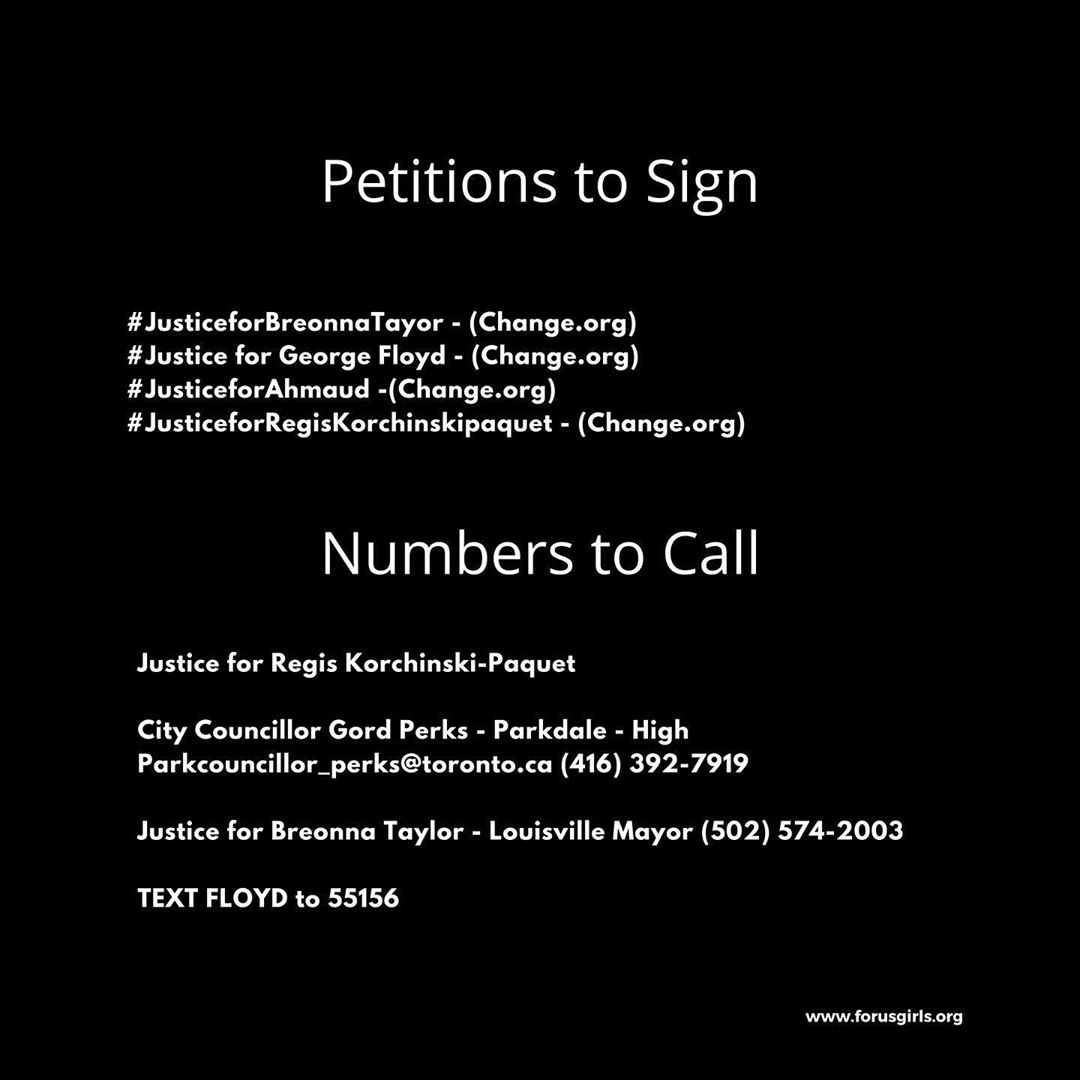 Petitions to Sign
#JusticeforBreonnaTayor - (Change.org)
#Justice for George Floyd - (Change.org)
#JusticeforAhmaud -(Change.org)
#JusticeforRegisKorchinskipaquet - (Change.org)
Numbers to Call
Justice for Regis Korchinski-Paquet
City Councillor Gord Perks - Parkdale - High
Parkcouncillor_perks@toronto.ca (416) 392-7919
Justice for Breonna Taylor - Louisville Mayor (502) 574-2003
TEXT FLOYD to 55156
www.forusgirls.org